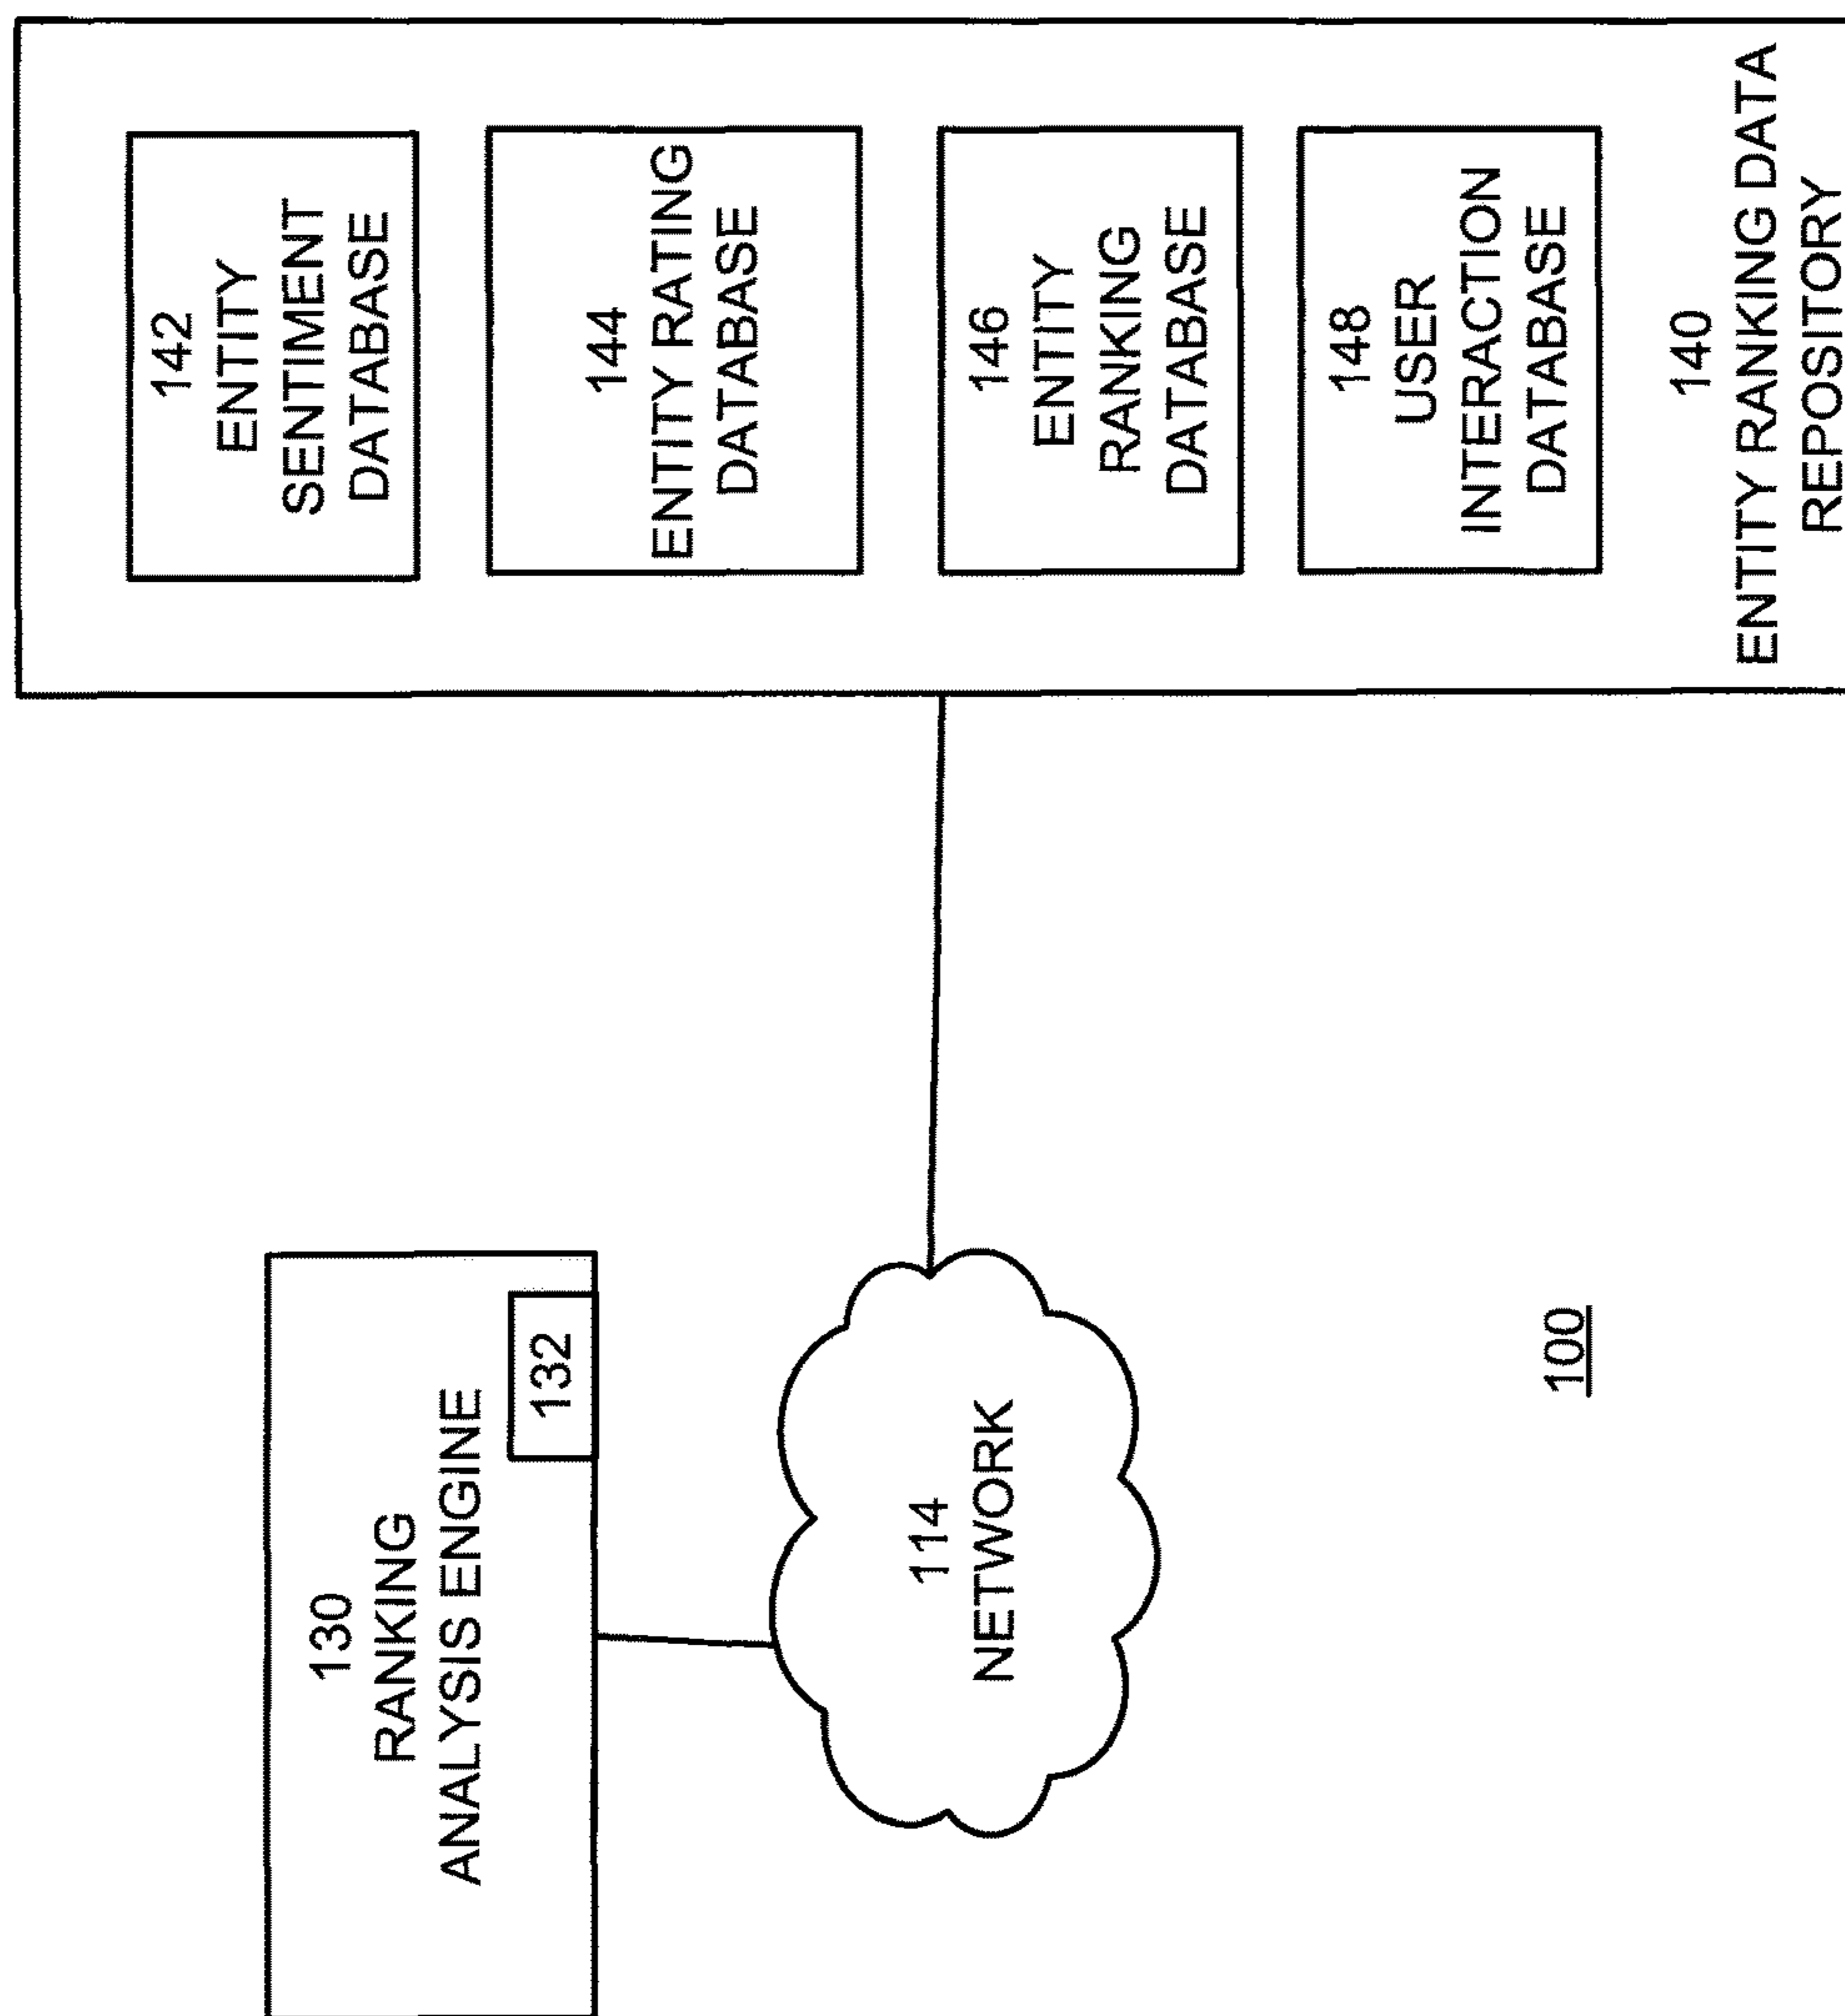 130
RANKING
ANALYSIS ENGINE
132
114
NETWORK
100
142
ENTITY
SENTIMENT
DATABASE
144
ENTITY RATING
DATABASE
146
ENTITY
RANKING
DATABASE
148
USER
INTERACTION
DATABASE
140
ENTITY RANKING DATA
REPOSITORY